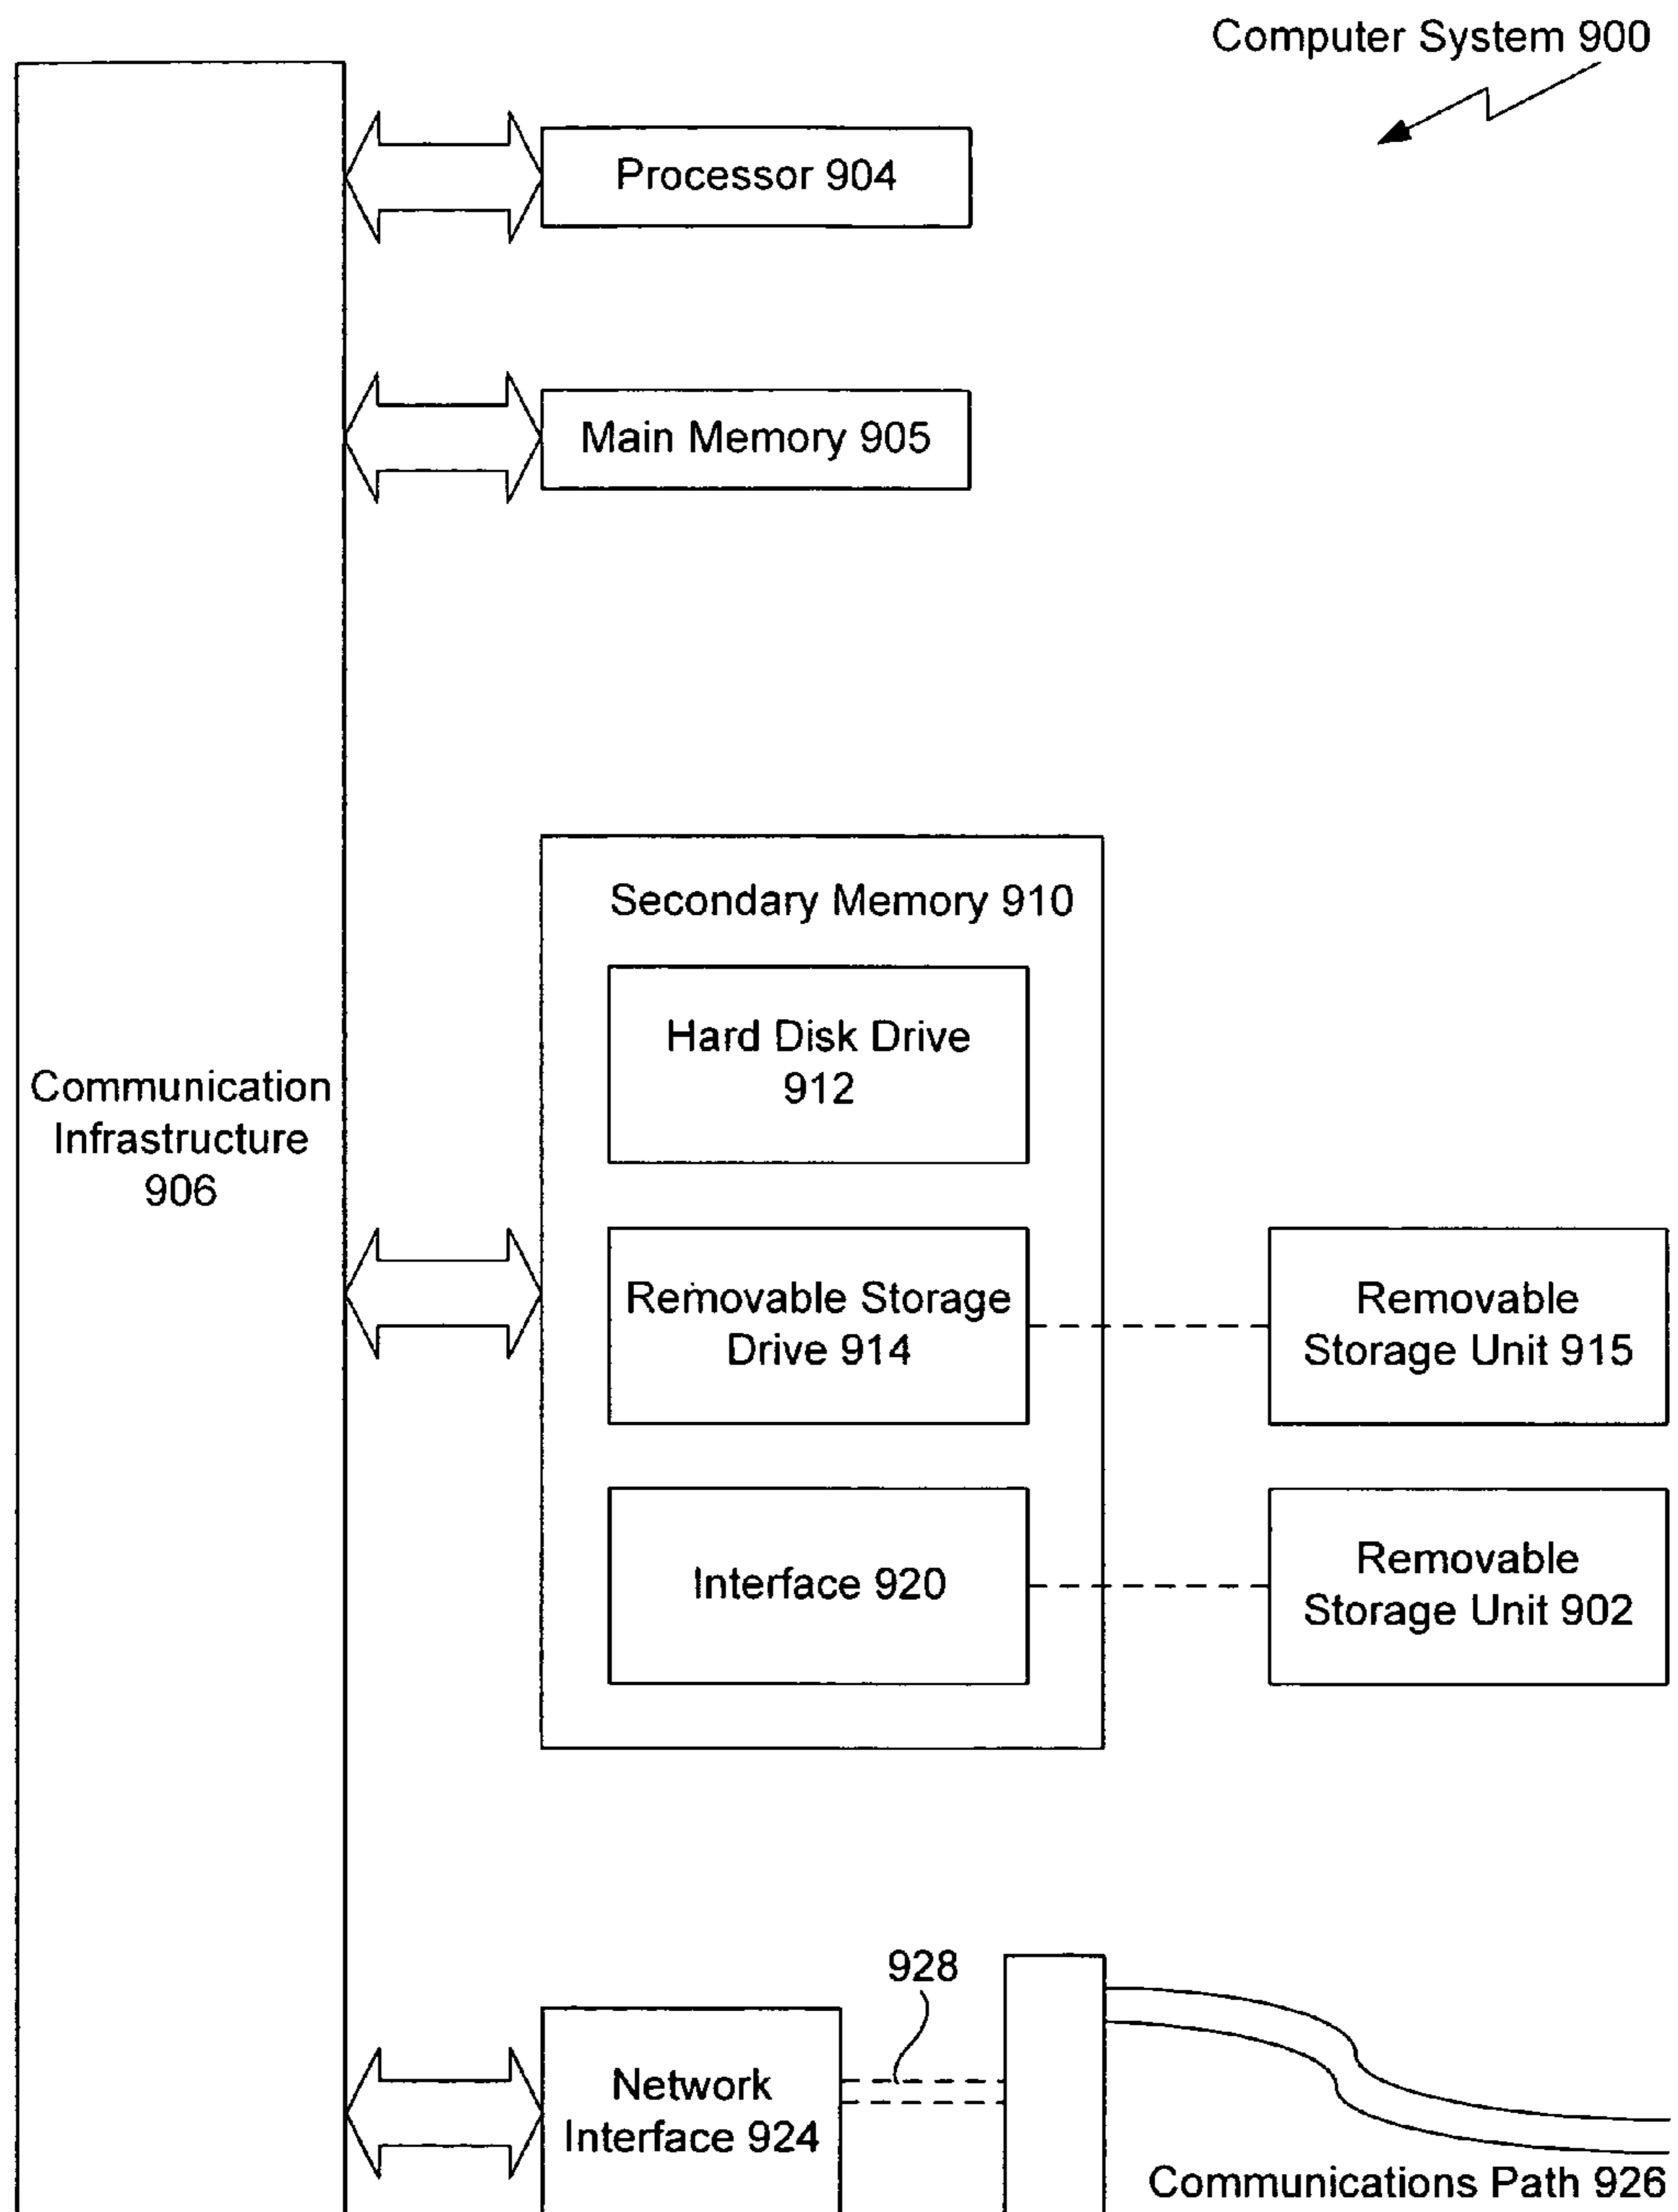 Computer System 900
Processor 904
Main Memory 905
Secondary Memory 910
Hard Disk Drive
912
Communication
Infrastructure
906
Removable Storage
Drive 914
Removable
Storage Unit 915
Interface 920
Removable
Storage Unit 902
928
Network
Interface 924
Communications Path 926